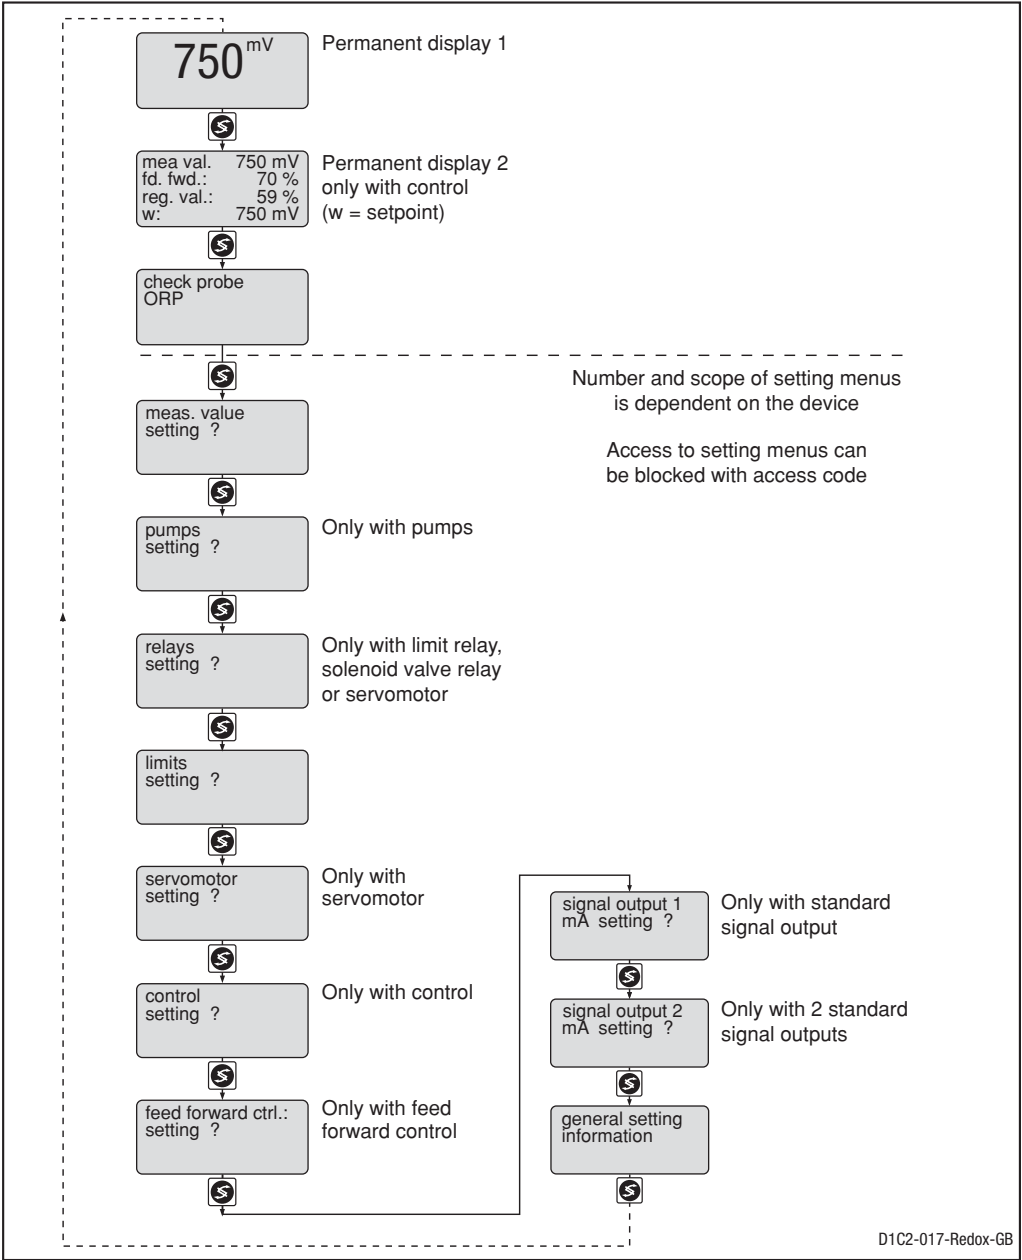 750 mV
Permanent display 1
mea val. 750 mV
fd. fwd.: 70 %
reg. val.: 59 %
w: 750 mV
Permanent display 2
only with control
(w = setpoint)
check probe
ORP
Number and scope of setting menus
is dependent on the device
Access to setting menus can
be blocked with access code
meas. value
setting ?
pumps
setting ?
Only with pumps
relays
setting ?
Only with limit relay,
solenoid valve relay
or servomotor
limits
setting ?
servomotor
setting ?
Only with
servomotor
control
setting ?
Only with control
feed forward ctrl.:
setting ?
Only with feed
forward control
signal output 1
mA setting ?
Only with standard
signal output
signal output 2
mA setting ?
Only with 2 standard
signal outputs
general setting
information
D1C2-017-Redox-GB